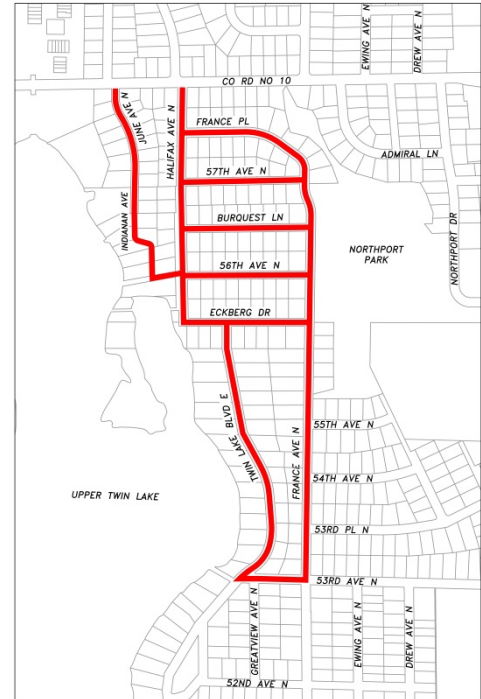 EWING AVE N
DREW AVE N
CO RD NO 10
JUNE AVE N
HALIFAX AVE N
FRANCE PL
ADMIRAL LN
57TH AVE N
INDIANAN AVE
BURQUEST LN
NORTHPORT DR
NORTHPORT
PARK
56TH AVE N
ECKBERG DR
TWIN LAKE BLVD E
FRANCE AVE N
55TH AVE N
54TH AVE N
UPPER TWIN LAKE
53RD PL N
53RD AVE N
GREATVIEW AVE N
EWING AVE N
DREW AVE N
52ND AVE N